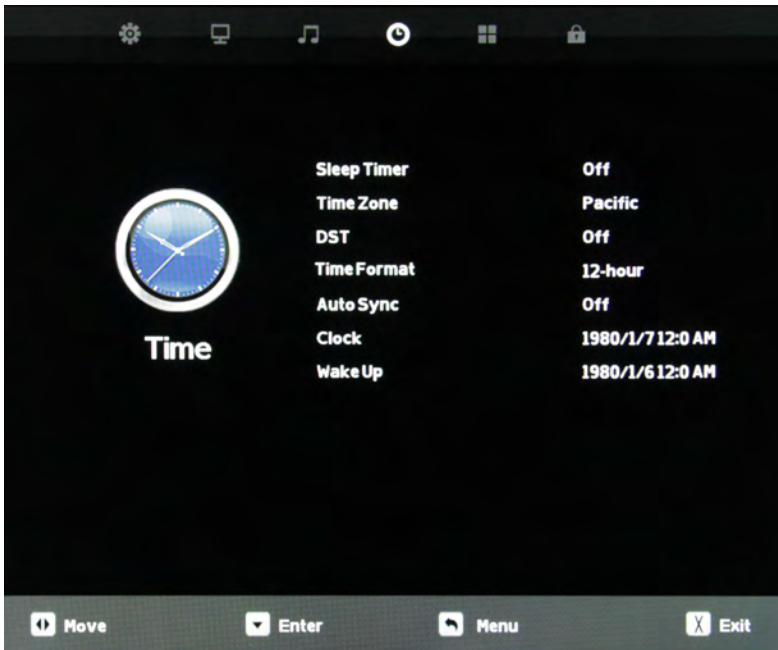 Sleep Timer Off
Time Zone Pacific
DST Off
Time Format 12-hour
Auto Sync Off
Clock 1980/1/7 12:0 AM
Wake Up 1980/1/6 12:0 AM
Time
Move Enter Menu X Exit